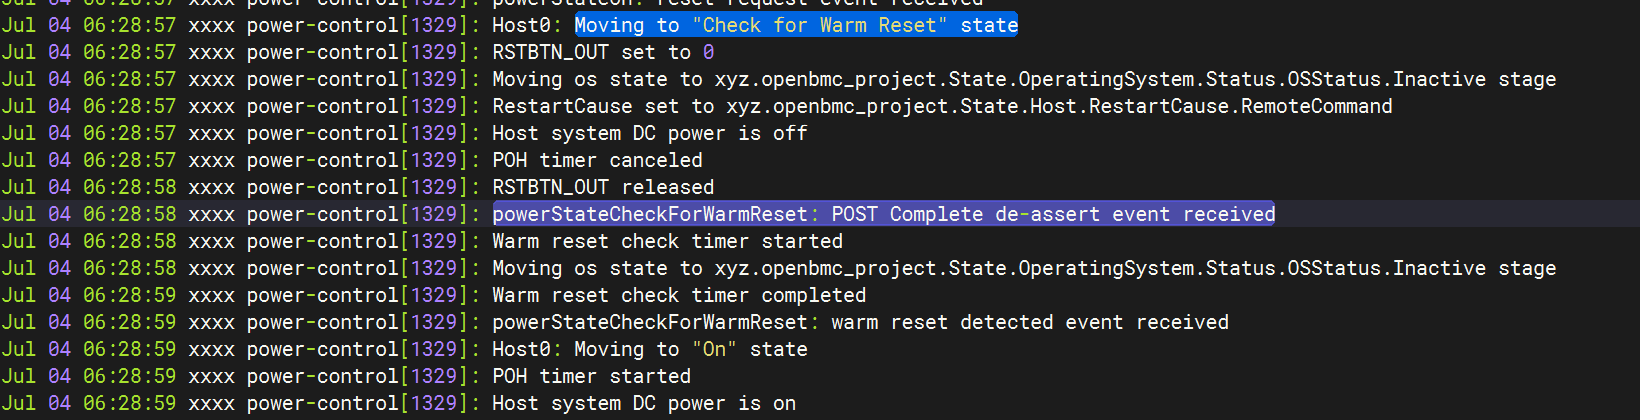 Jul 04 06:28:57 xxxx power-control[1329]: powerStateOn: reset request event received
Jul 04 06:28:57 xxxx power-control[1329]: Host0: Moving to "Check for Warm Reset" state
Jul 04 06:28:57 xxxx power-control[1329]: RSTBTN_OUT set to 0
Jul 04 06:28:57 xxxx power-control[1329]: Moving os state to xyz.openbmc_project.State.OperatingSystem.Status.OSStatus.Inactive stage
Jul 04 06:28:57 xxxx power-control[1329]: RestartCause set to xyz.openbmc_project.State.Host.RestartCause.RemoteCommand
Jul 04 06:28:57 xxxx power-control[1329]: Host system DC power is off
Jul 04 06:28:57 xxxx power-control[1329]: POH timer canceled
Jul 04 06:28:58 xxxx power-control[1329]: RSTBTN_OUT released
Jul 04 06:28:58 xxxx power-control[1329]: powerStateCheckForWarmReset: POST Complete de-assert event received
Jul 04 06:28:58 xxxx power-control[1329]: Warm reset check timer started
Jul 04 06:28:58 xxxx power-control[1329]: Moving os state to xyz.openbmc_project.State.OperatingSystem.Status.OSStatus.Inactive stage
Jul 04 06:28:59 xxxx power-control[1329]: Warm reset check timer completed
Jul 04 06:28:59 xxxx power-control[1329]: powerStateCheckForWarmReset: warm reset detected event received
Jul 04 06:28:59 xxxx power-control[1329]: Host0: Moving to "On" state
Jul 04 06:28:59 xxxx power-control[1329]: POH timer started
Jul 04 06:28:59 xxxx power-control[1329]: Host system DC power is on